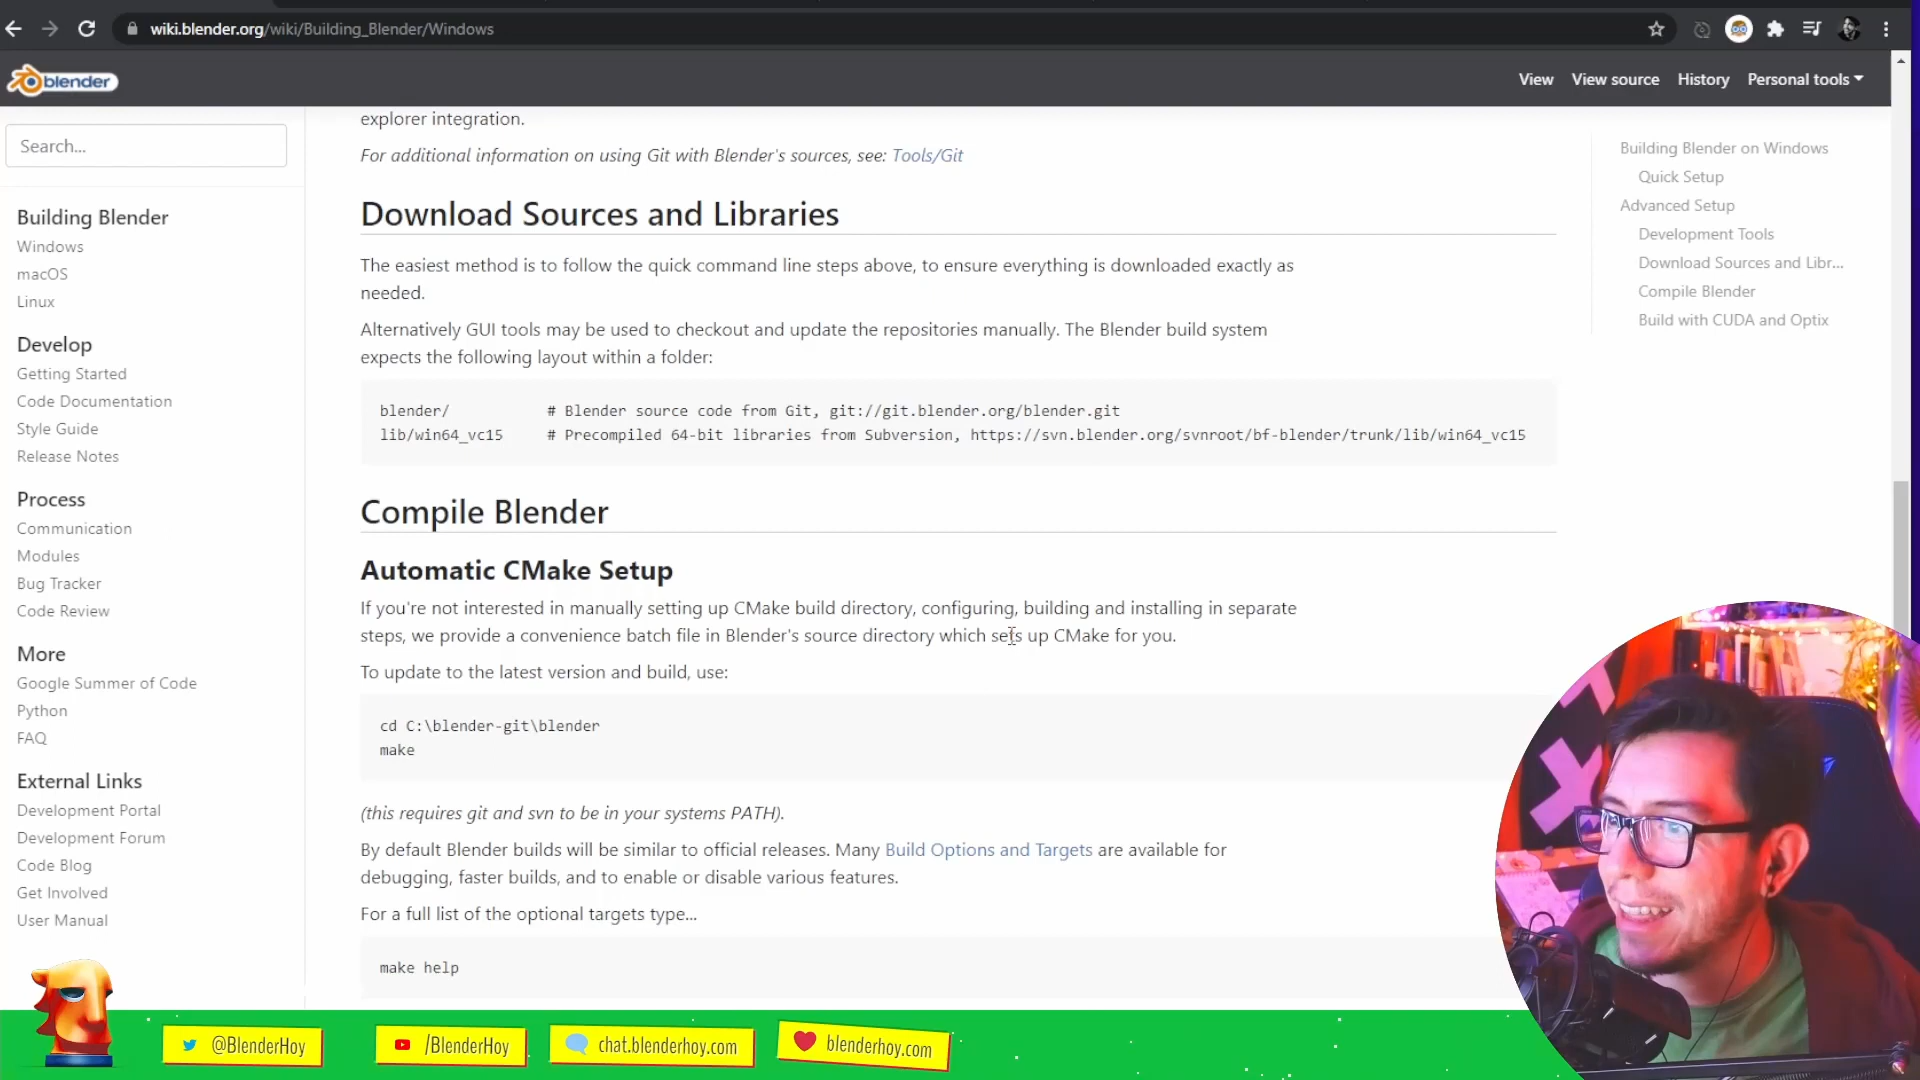 wiki.blender.org/wiki/Building_Blender/Windows
blender
View
View source
History
Personal tools
Search...
Building Blender
Windows
macOS
Linux
Develop
Getting Started
Code Documentation
Style Guide
Release Notes
Process
Communication
Modules
Bug Tracker
Code Review
More
Google Summer of Code
Python
FAQ
External Links
Development Portal
Development Forum
Code Blog
Get Involved
User Manual
explorer integration.
For additional information on using Git with Blender's sources, see: Tools/Git
Download Sources and Libraries
The easiest method is to follow the quick command line steps above, to ensure everything is downloaded exactly as
needed.
Alternatively GUI tools may be used to checkout and update the repositories manually. The Blender build system
expects the following layout within a folder:
blender/ # Blender source code from Git, git://git.blender.org/blender.git
lib/win64_vc15 # Precompiled 64-bit libraries from Subversion, https://svn.blender.org/svnroot/bf-blender/trunk/lib/win64_vc15
Compile Blender
Automatic CMake Setup
If you're not interested in manually setting up CMake build directory, configuring, building and installing in separate
steps, we provide a convenience batch file in Blender's source directory which sets up CMake for you.
To update to the latest version and build, use:
cd C:\blender-git\blender
make
(this requires git and svn to be in your systems PATH).
By default Blender builds will be similar to official releases. Many Build Options and Targets are available for
debugging, faster builds, and to enable or disable various features.
For a full list of the optional targets type...
make help
Building Blender on Windows
Quick Setup
Advanced Setup
Development Tools
Download Sources and Libr...
Compile Blender
Build with CUDA and Optix
@BlenderHoy
/BlenderHoy
chat.blenderhoy.com
blenderhoy.com